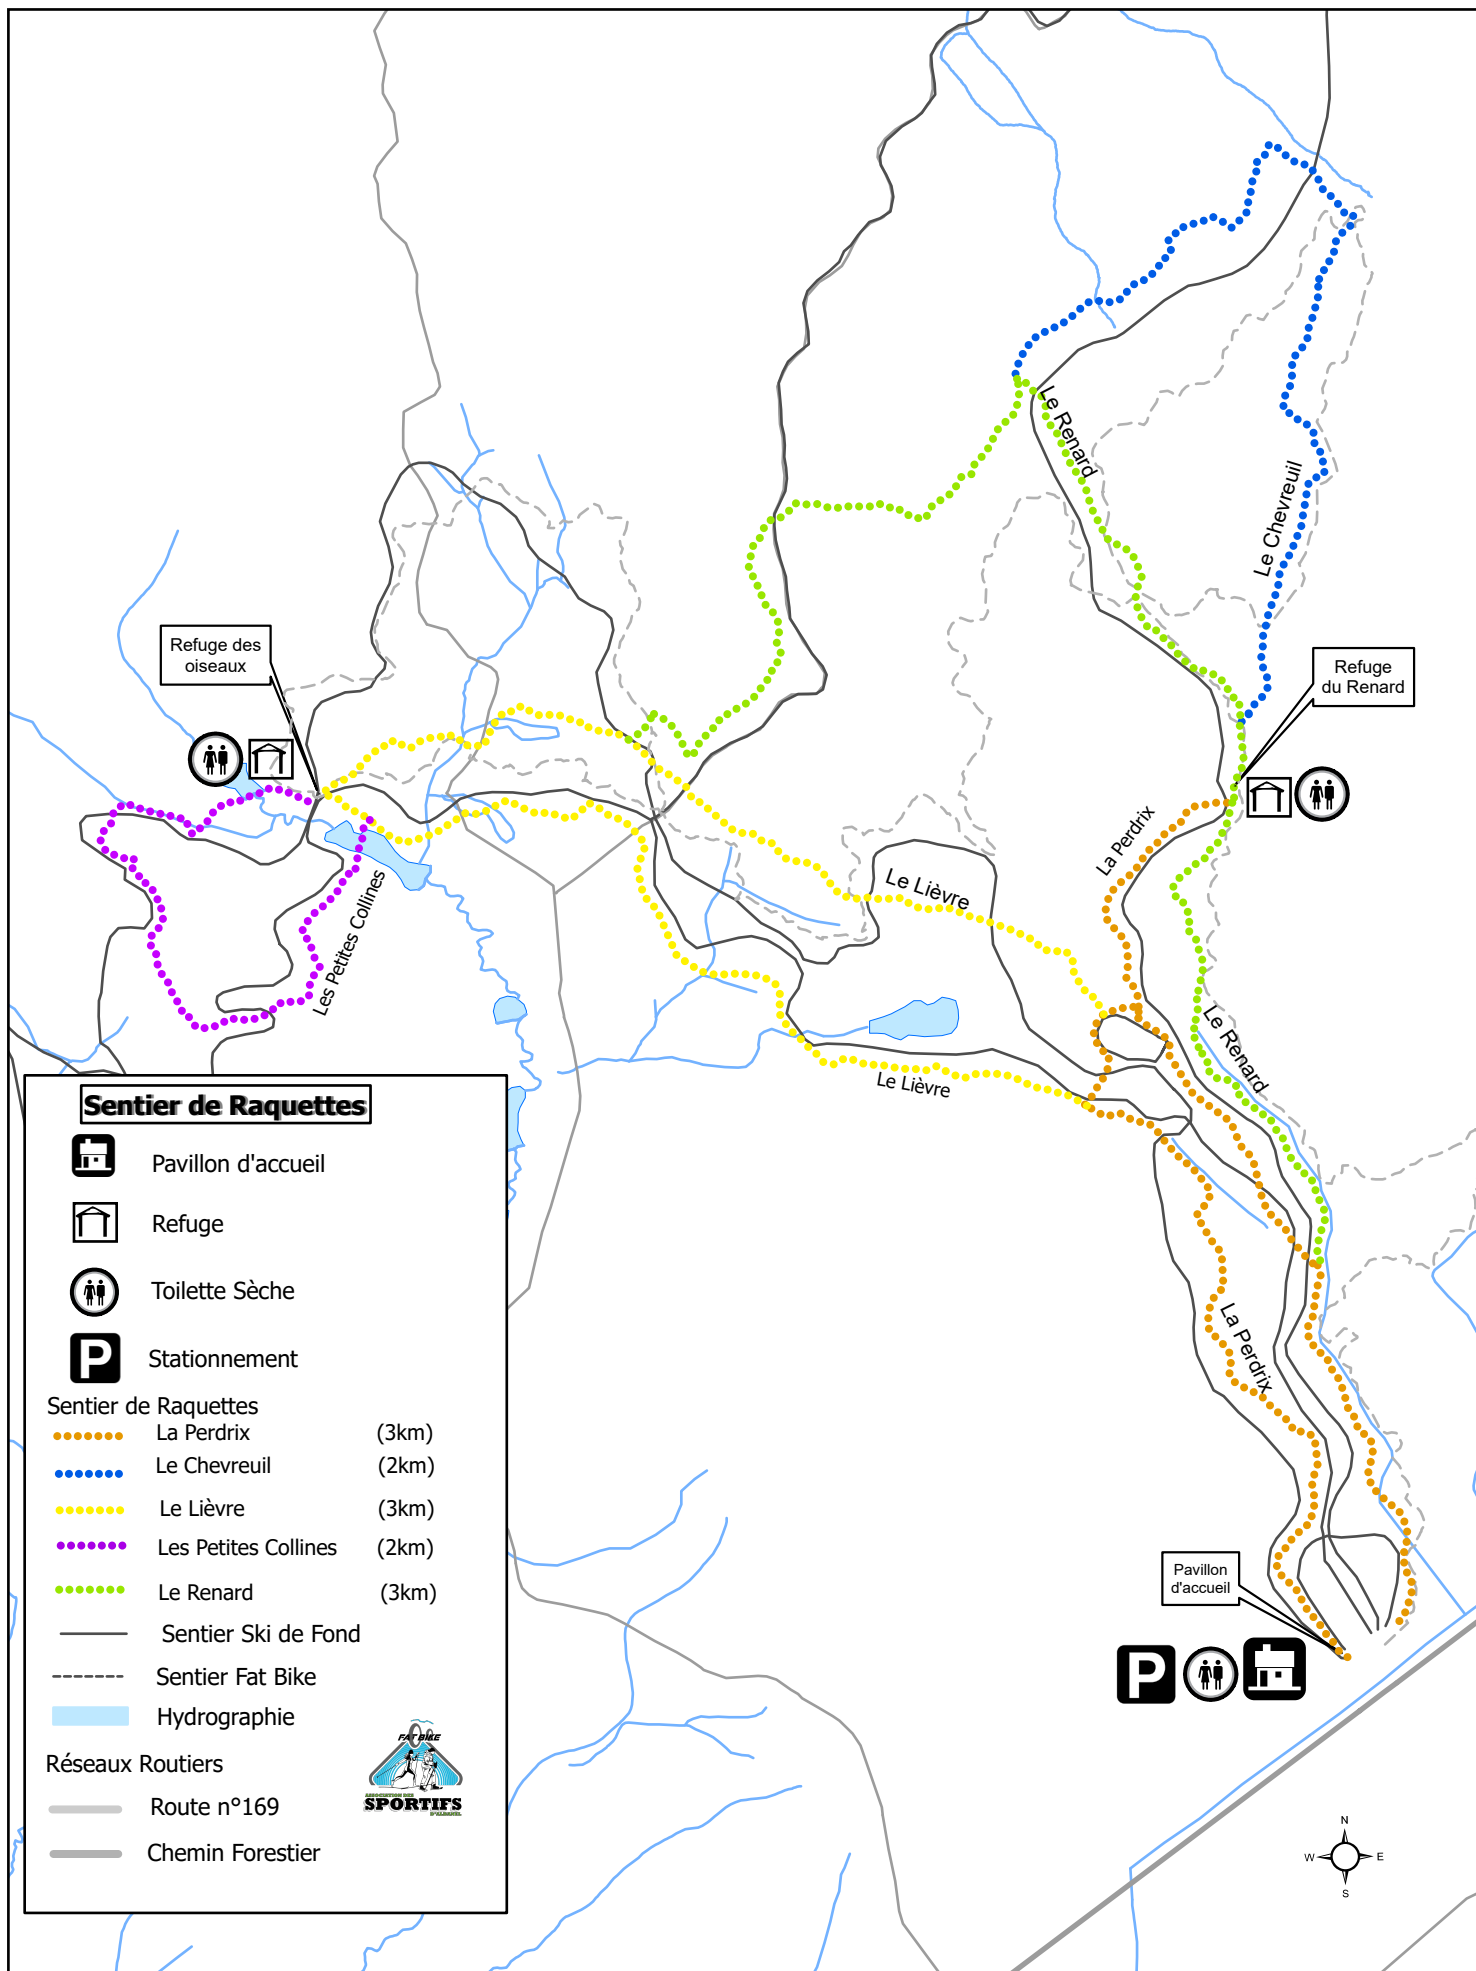 Le Renard
Le Chevreuil
Refuge des
oiseaux
Refuge
du Renard
La Perdrix
Le Lièvre
Les Petites Collines
Le Renard
Le Lièvre
La Perdrix
Pavillon
d'accueil
P
Sentier de Raquettes
Pavillon d'accueil
Refuge
Toilette Sèche
P Stationnement
Sentier de Raquettes
La Perdrix (3km)
Le Chevreuil (2km)
Le Lièvre (3km)
Les Petites Collines (2km)
Le Renard (3km)
Sentier Ski de Fond
Sentier Fat Bike
Hydrographie
Réseaux Routiers
Route n°169
Chemin Forestier
FAT BIKE
ASSOCIATION DES
SPORTIFS
D'ALBANEL
N
W E
S